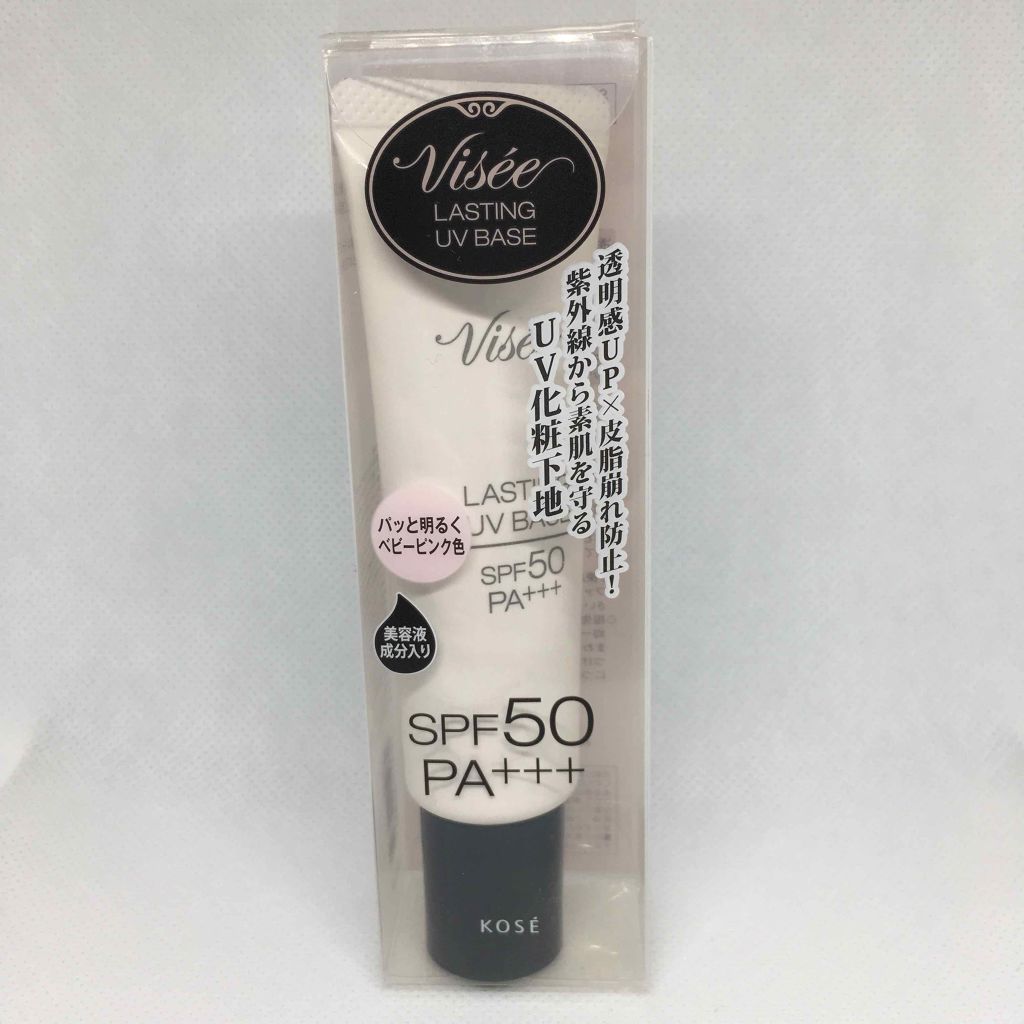 Visée
LASTING
UV BASE
透明感UP×皮脂崩れ防止!
紫外線から素肌を守る
UV化粧下地
Visé
LASTI
UV BASE
SPF50
PA+++
パッと明るく
ベビーピンク色
美容液
成分入り
SPF50
PA+++
KOSÉ